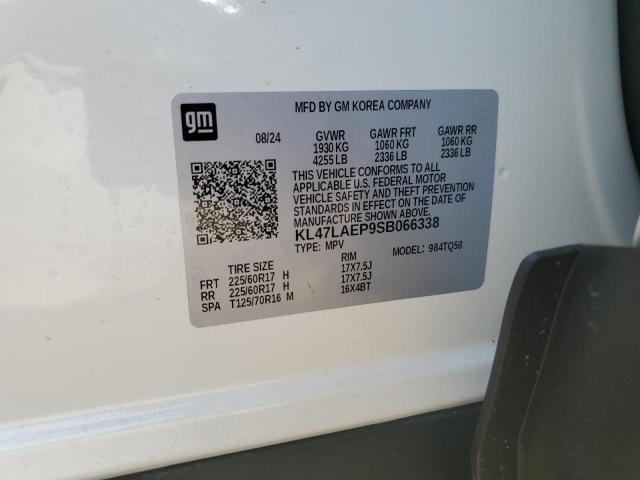 gm
MFD BY GM KOREA COMPANY
08/24 GVWR GAWR FRT GAWR RR
1930 KG 1060 KG 1060 KG
4255 LB 2336 LB 2336 LB
THIS VEHICLE CONFORMS TO ALL
APPLICABLE U.S. FEDERAL MOTOR
VEHICLE SAFETY AND THEFT PREVENTION
STANDARDS IN EFFECT ON THE DATE OF
MANUFACTURE SHOWN ABOVE.
KL47LAEP9SB066338
TYPE: MPV MODEL: 984TQ58
TIRE SIZE RIM
FRT 225/60R17 H 17X7.5J
RR 225/60R17 H 17X7.5J
SPA T125/70R16 M 16X4BT